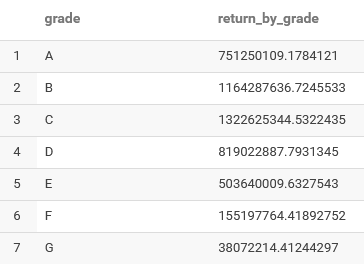 grade return_by_grade
1 A 751250109.1784121
2 B 1164287636.7245533
3 C 1322625344.5322435
4 D 819022887.7931345
5 E 503640009.6327543
6 F 155197764.41892752
7 G 38072214.41244297